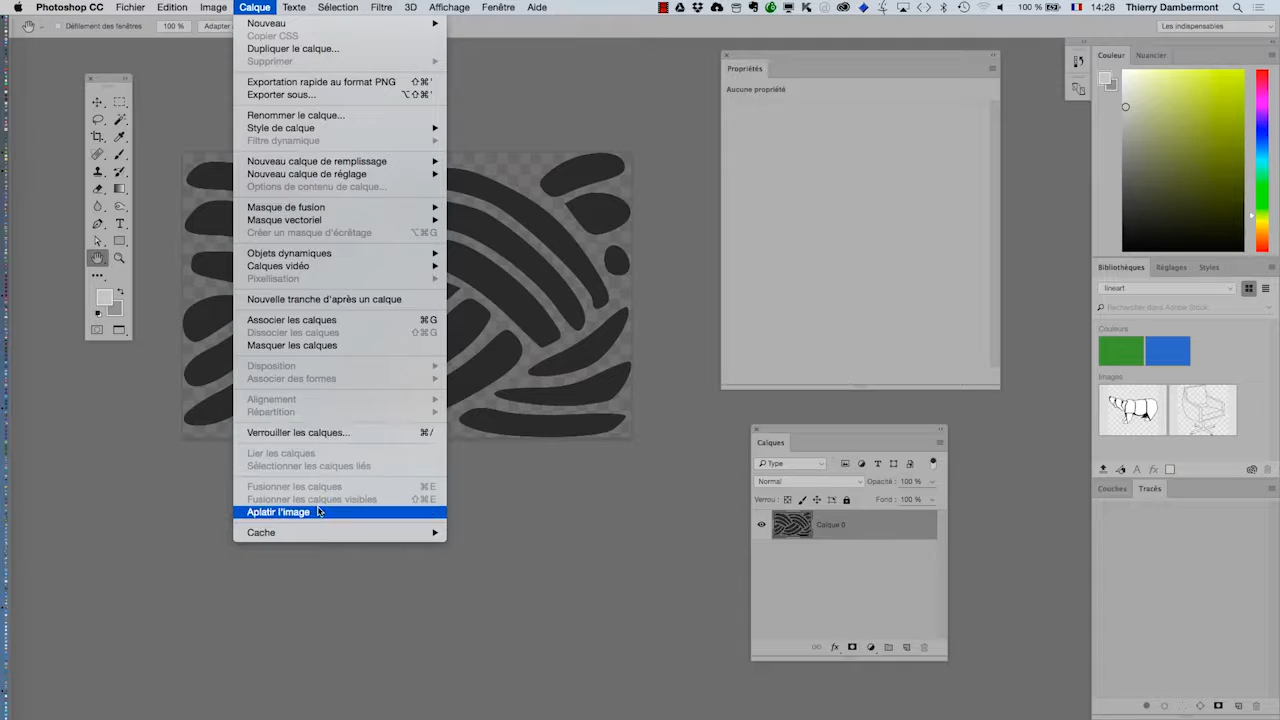 Photoshop CC Fichier Edition Image Calque Texte Sélection Filtre 3D Affichage Fenêtre Aide 100 % 14:28 Thierry Dambermont
Défilement des fenêtres 100 % Adapter Les indispensables
Nouveau
Copier CSS
Dupliquer le calque...
Supprimer
Exportation rapide au format PNG ⇧⌘'
Exporter sous... ⌥⇧⌘'
Renommer le calque...
Style de calque
Filtre dynamique
Nouveau calque de remplissage
Nouveau calque de réglage
Options de contenu de calque...
Masque de fusion
Masque vectoriel
Créer un masque d'écrêtage ⌥⌘G
Objets dynamiques
Calques vidéo
Pixellisation
Nouvelle tranche d'après un calque
Associer les calques ⌘G
Dissocier les calques ⇧⌘G
Masquer les calques
Disposition
Associer des formes
Alignement
Répartition
Verrouiller les calques... ⌘/
Lier les calques
Sélectionner les calques liés
Fusionner les calques ⌘E
Fusionner les calques visibles ⇧⌘E
Aplatir l'image
Cache
Propriétés
Aucune propriété
Calques
Type
Normal Opacité : 100 %
Verrou : Fond : 100 %
Calque 0
fx
Couleur Nuancier
Bibliothèques Réglages Styles
lineart
Rechercher dans Adobe Stock
Couleurs
Images
fx
Couches Tracés